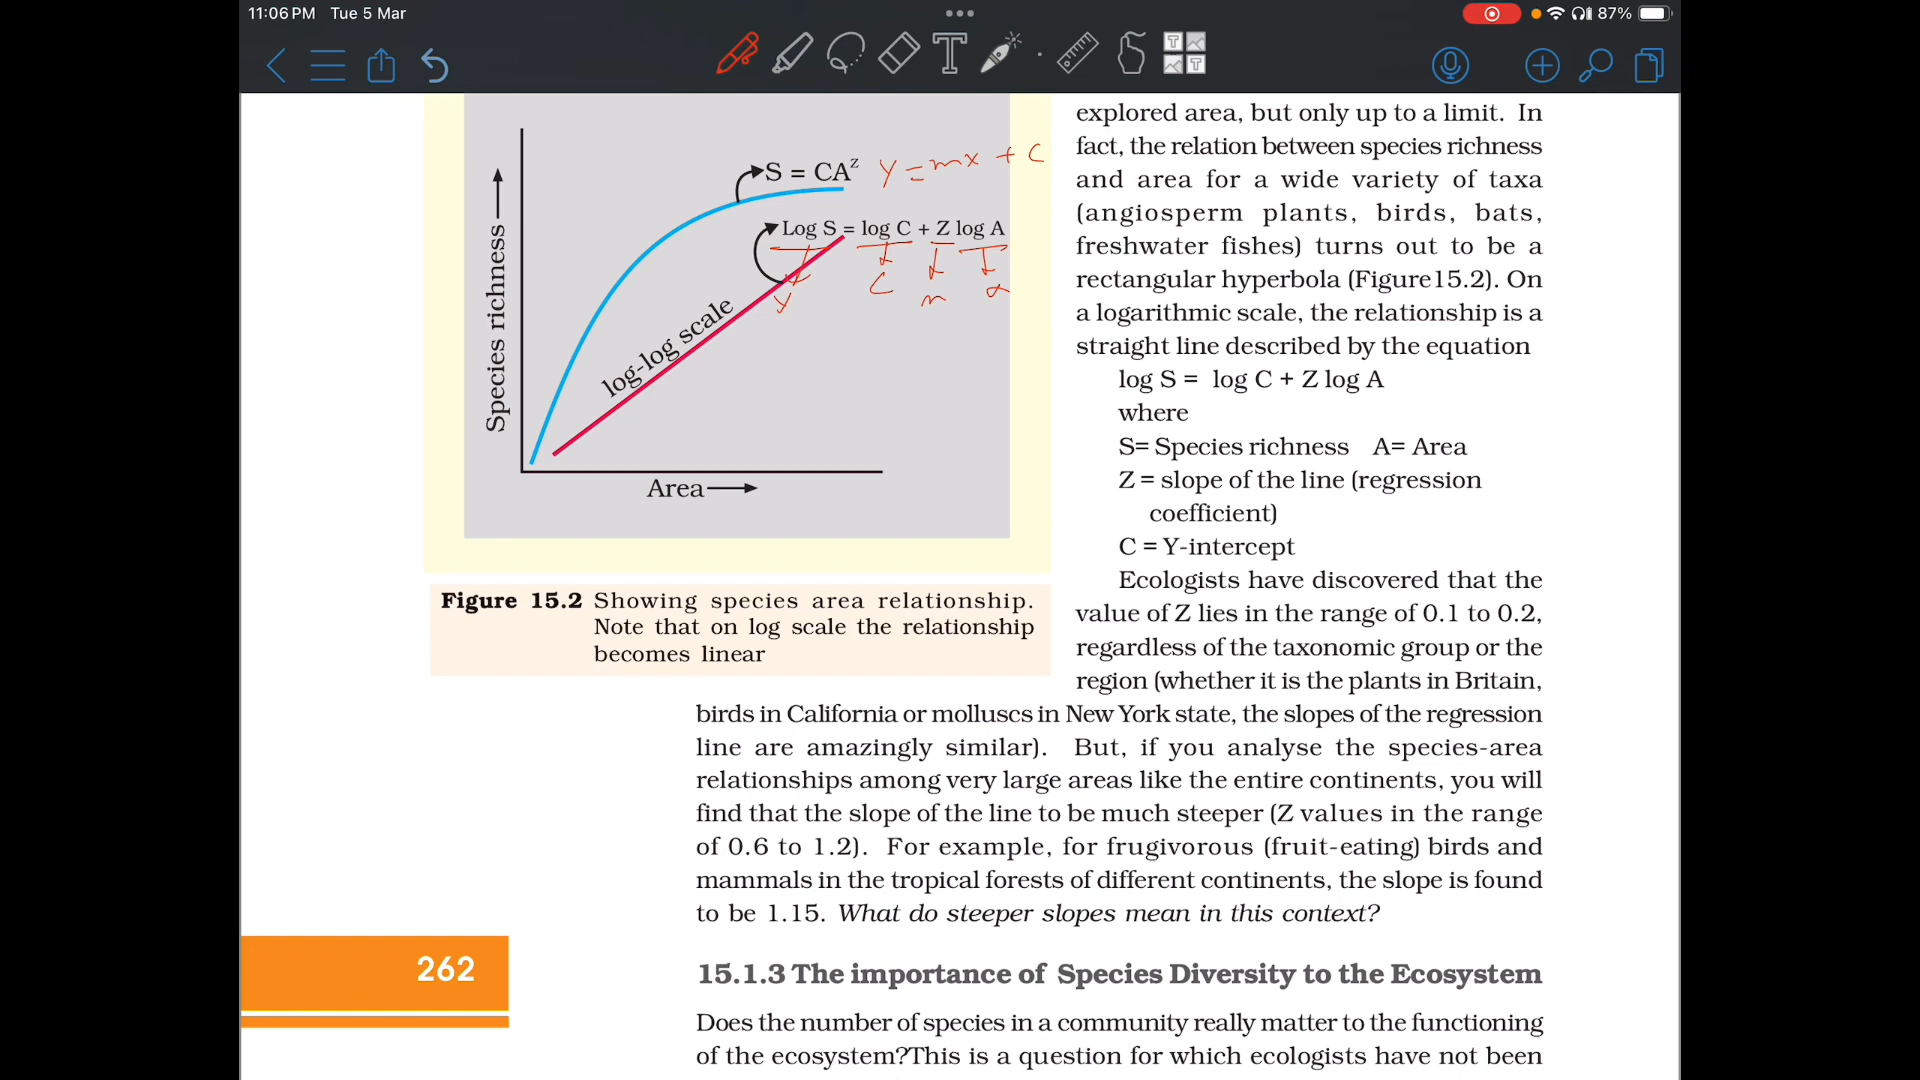 11:06 PM Tue 5 Mar
87%
S = CA^z y = mx + c
Log S = log C + Z log A
y c m x
log-log scale
Species richness
Area
Figure 15.2 Showing species area relationship.
Note that on log scale the relationship
becomes linear
explored area, but only up to a limit. In
fact, the relation between species richness
and area for a wide variety of taxa
(angiosperm plants, birds, bats,
freshwater fishes) turns out to be a
rectangular hyperbola (Figure15.2). On
a logarithmic scale, the relationship is a
straight line described by the equation
log S = log C + Z log A
where
S= Species richness A= Area
Z = slope of the line (regression
coefficient)
C = Y-intercept
Ecologists have discovered that the
value of Z lies in the range of 0.1 to 0.2,
regardless of the taxonomic group or the
region (whether it is the plants in Britain,
birds in California or molluscs in New York state, the slopes of the regression
line are amazingly similar). But, if you analyse the species-area
relationships among very large areas like the entire continents, you will
find that the slope of the line to be much steeper (Z values in the range
of 0.6 to 1.2). For example, for frugivorous (fruit-eating) birds and
mammals in the tropical forests of different continents, the slope is found
to be 1.15. What do steeper slopes mean in this context?
262
15.1.3 The importance of Species Diversity to the Ecosystem
Does the number of species in a community really matter to the functioning
of the ecosystem?This is a question for which ecologists have not been